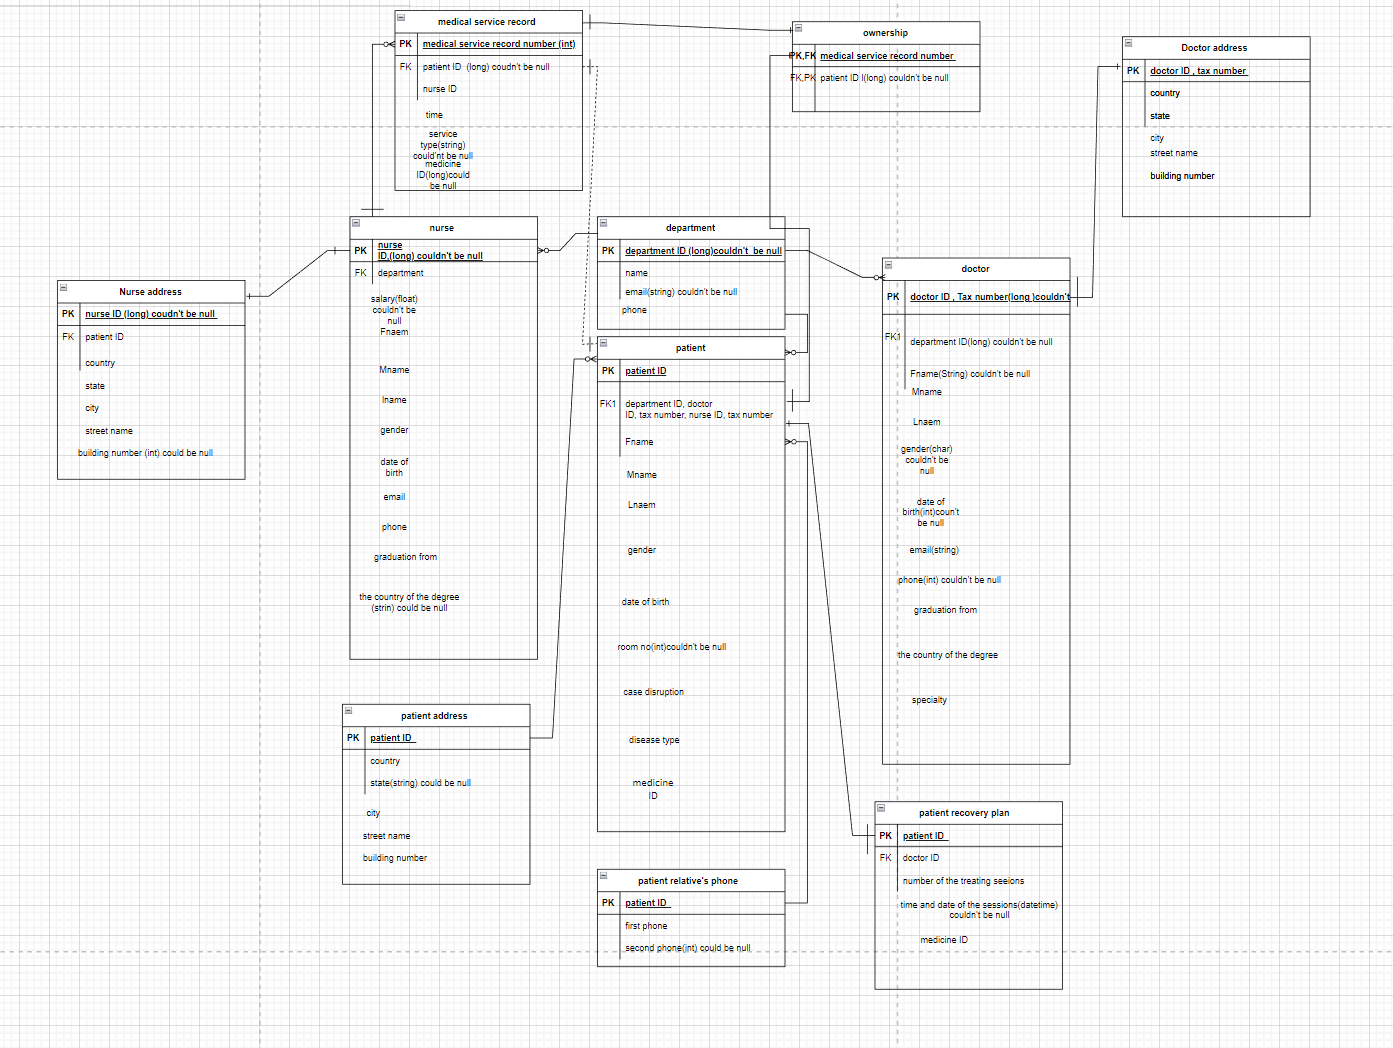 medical service record
PK medical service record number (int)
FK patient ID (long) coudn't be null
nurse ID
time
service
type(string)
could'nt be null
medicine
ID(long)could
be null
ownership
PK,FK medical service record number
FK,PK patient ID l(long) couldn't be null
Doctor address
PK doctor ID , tax number
country
state
city
street name
building number
nurse
PK nurse
ID,(long) couldn't be null
FK department
salary(float)
couldn't be
null
Fnaem
Mname
lname
gender
date of
birth
email
phone
graduation from
the country of the degree
(strin) could be null
department
PK department ID (long)couldn't be null
name
email(string) couldn't be null
phone
doctor
PK doctor ID , Tax number(long )couldn't
FK1 department ID(long) couldn't be null
Fname(String) couldn't be null
Mname
Lnaem
gender(char)
couldn't be
null
date of
birth(int)coun't
be null
email(string)
phone(int) couldn't be null
graduation from
the country of the degree
specialty
Nurse address
PK nurse ID (long) coudn't be null
FK patient ID
country
state
city
street name
building number (int) could be null
patient
PK patient ID
FK1 department ID, doctor
ID, tax number, nurse ID, tax number
Fname
Mname
Lnaem
gender
date of birth
room no(int)couldn't be null
case disruption
disease type
medicine
ID
patient address
PK patient ID
country
state(string) could be null
city
street name
building number
patient recovery plan
PK patient ID
FK doctor ID
number of the treating seeions
time and date of the sessions(datetime)
couldn't be null
medicine ID
patient relative's phone
PK patient ID
first phone
second phone(int) could be null